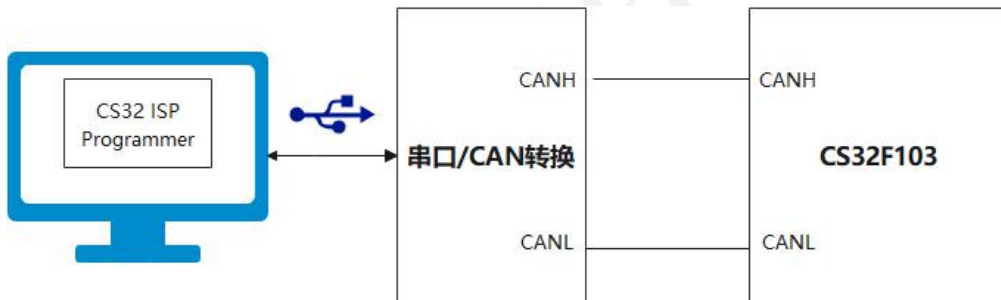 CS32 ISP
Programmer
CANH
CANH
串口/CAN转换
CS32F103
CANL
CANL